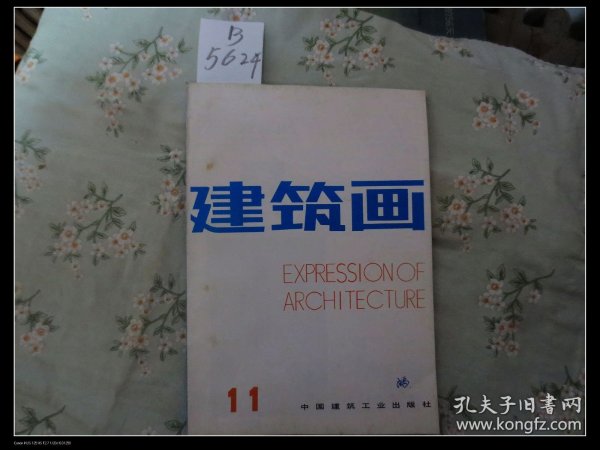 B
5624
建筑画
EXPRESSION OF
ARCHITECTURE
11
中国建筑工业出版社
孔夫子旧书网
www.kongfz.com